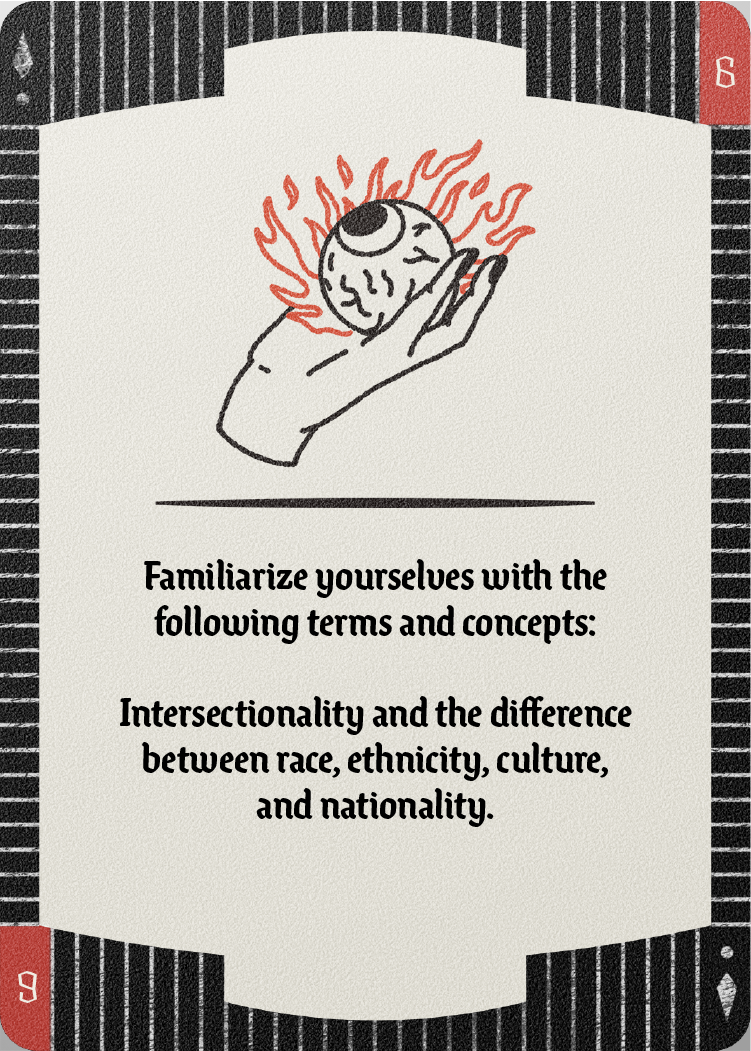 6
Familiarize yourselves with the
following terms and concepts:
Intersectionality and the difference
between race, ethnicity, culture,
and nationality.
6